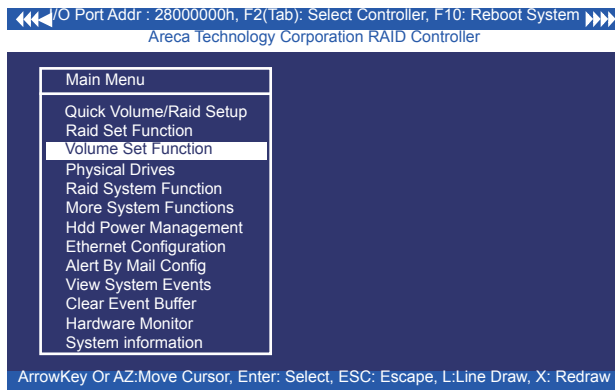 I/O Port Addr : 28000000h, F2(Tab): Select Controller, F10: Reboot System
Areca Technology Corporation RAID Controller
Main Menu
Quick Volume/Raid Setup
Raid Set Function
Volume Set Function
Physical Drives
Raid System Function
More System Functions
Hdd Power Management
Ethernet Configuration
Alert By Mail Config
View System Events
Clear Event Buffer
Hardware Monitor
System information
ArrowKey Or AZ:Move Cursor, Enter: Select, ESC: Escape, L:Line Draw, X: Redraw